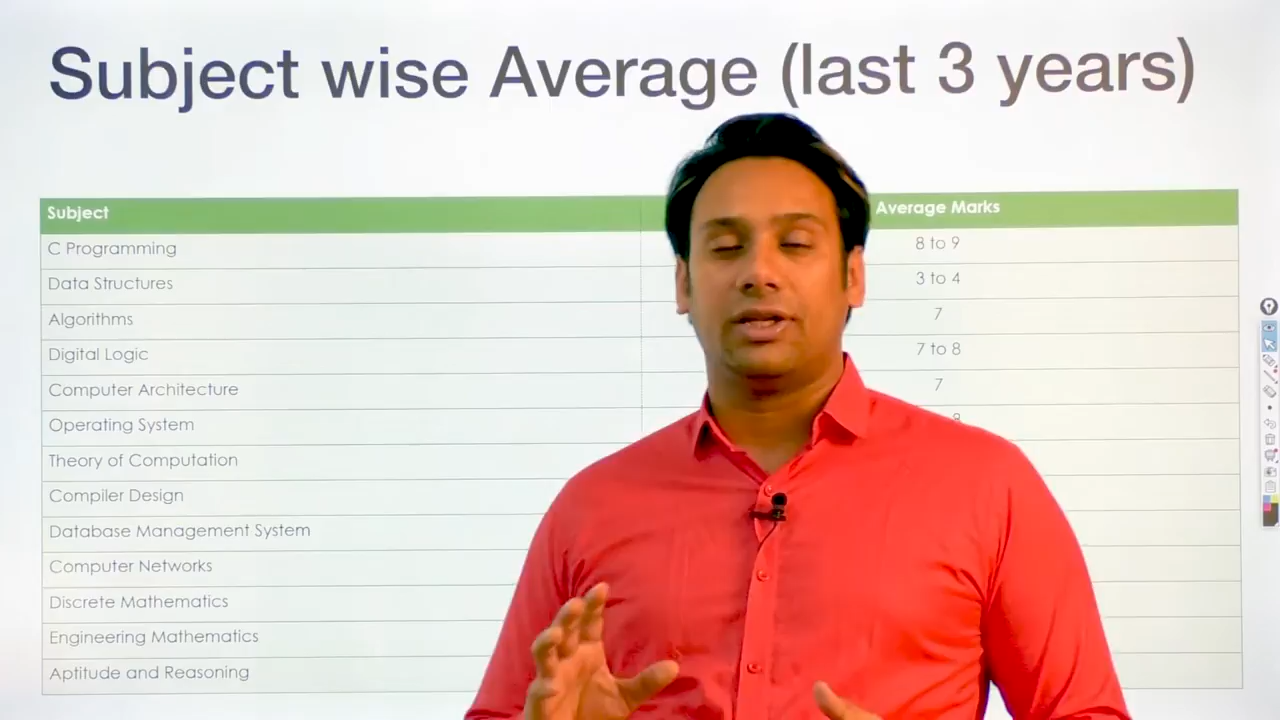 Subject wise Average (last 3 years)
Subject Average Marks
C Programming 8 to 9
Data Structures 3 to 4
Algorithms 7
Digital Logic 7 to 8
Computer Architecture 7
Operating System 8
Theory of Computation
Compiler Design
Database Management System
Computer Networks
Discrete Mathematics
Engineering Mathematics
Aptitude and Reasoning